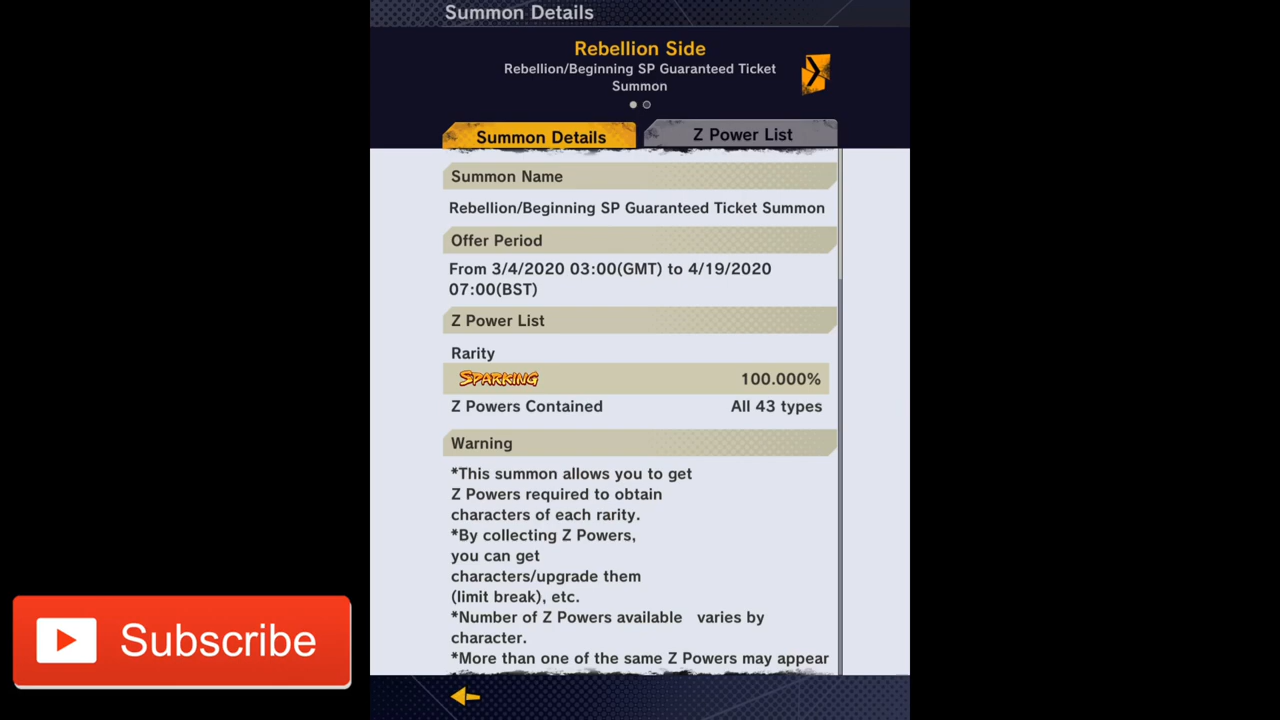 Summon Details
Rebellion Side
Rebellion/Beginning SP Guaranteed Ticket
Summon
Summon Details
Z Power List
Summon Name
Rebellion/Beginning SP Guaranteed Ticket Summon
Offer Period
From 3/4/2020 03:00(GMT) to 4/19/2020
07:00(BST)
Z Power List
Rarity
SPARKING 100.000%
Z Powers Contained All 43 types
Warning
*This summon allows you to get
Z Powers required to obtain
characters of each rarity.
*By collecting Z Powers,
you can get
characters/upgrade them
(limit break), etc.
*Number of Z Powers available varies by
character.
*More than one of the same Z Powers may appear
Subscribe